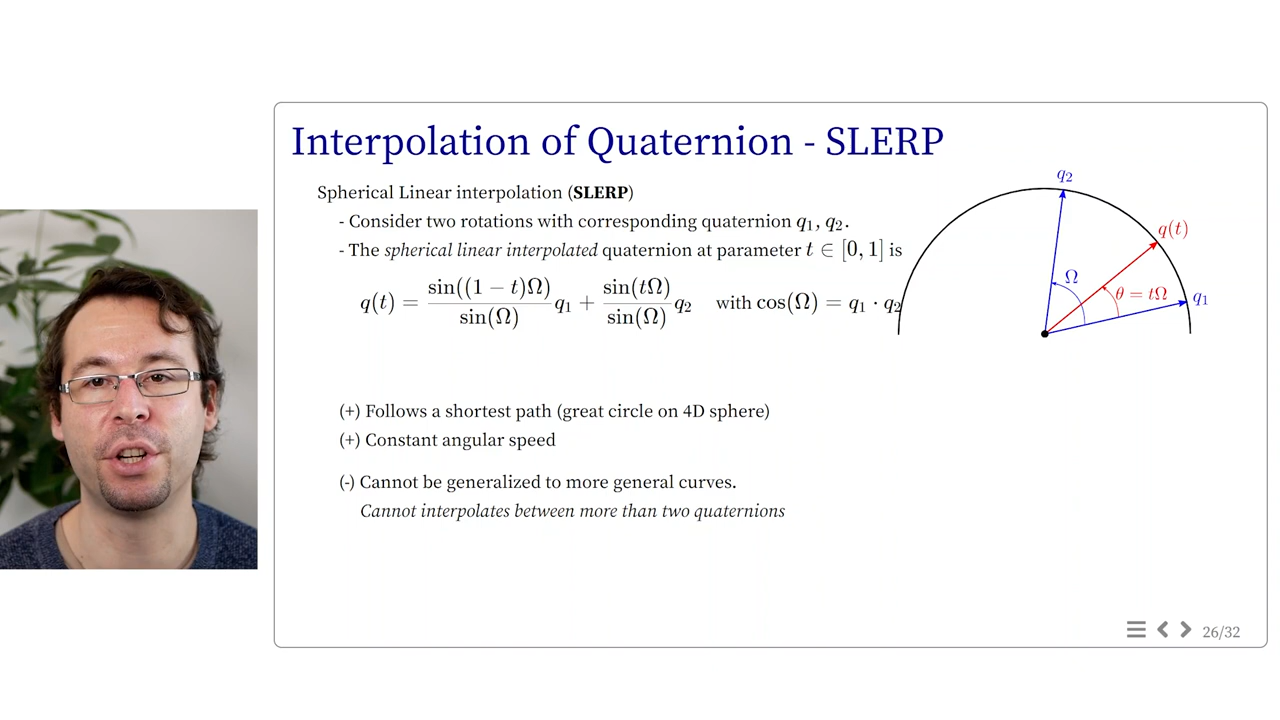 Interpolation of Quaternion - SLERP
Spherical Linear interpolation (SLERP)
- Consider two rotations with corresponding quaternion q₁, q₂.
- The spherical linear interpolated quaternion at parameter t ∈ [0, 1] is
q(t) = sin((1 − t)Ω)/sin(Ω) q₁ + sin(tΩ)/sin(Ω) q₂ with cos(Ω) = q₁ · q₂
q₂
q(t)
Ω
θ = tΩ
q₁
(+) Follows a shortest path (great circle on 4D sphere)
(+) Constant angular speed
(-) Cannot be generalized to more general curves.
Cannot interpolates between more than two quaternions
26/32